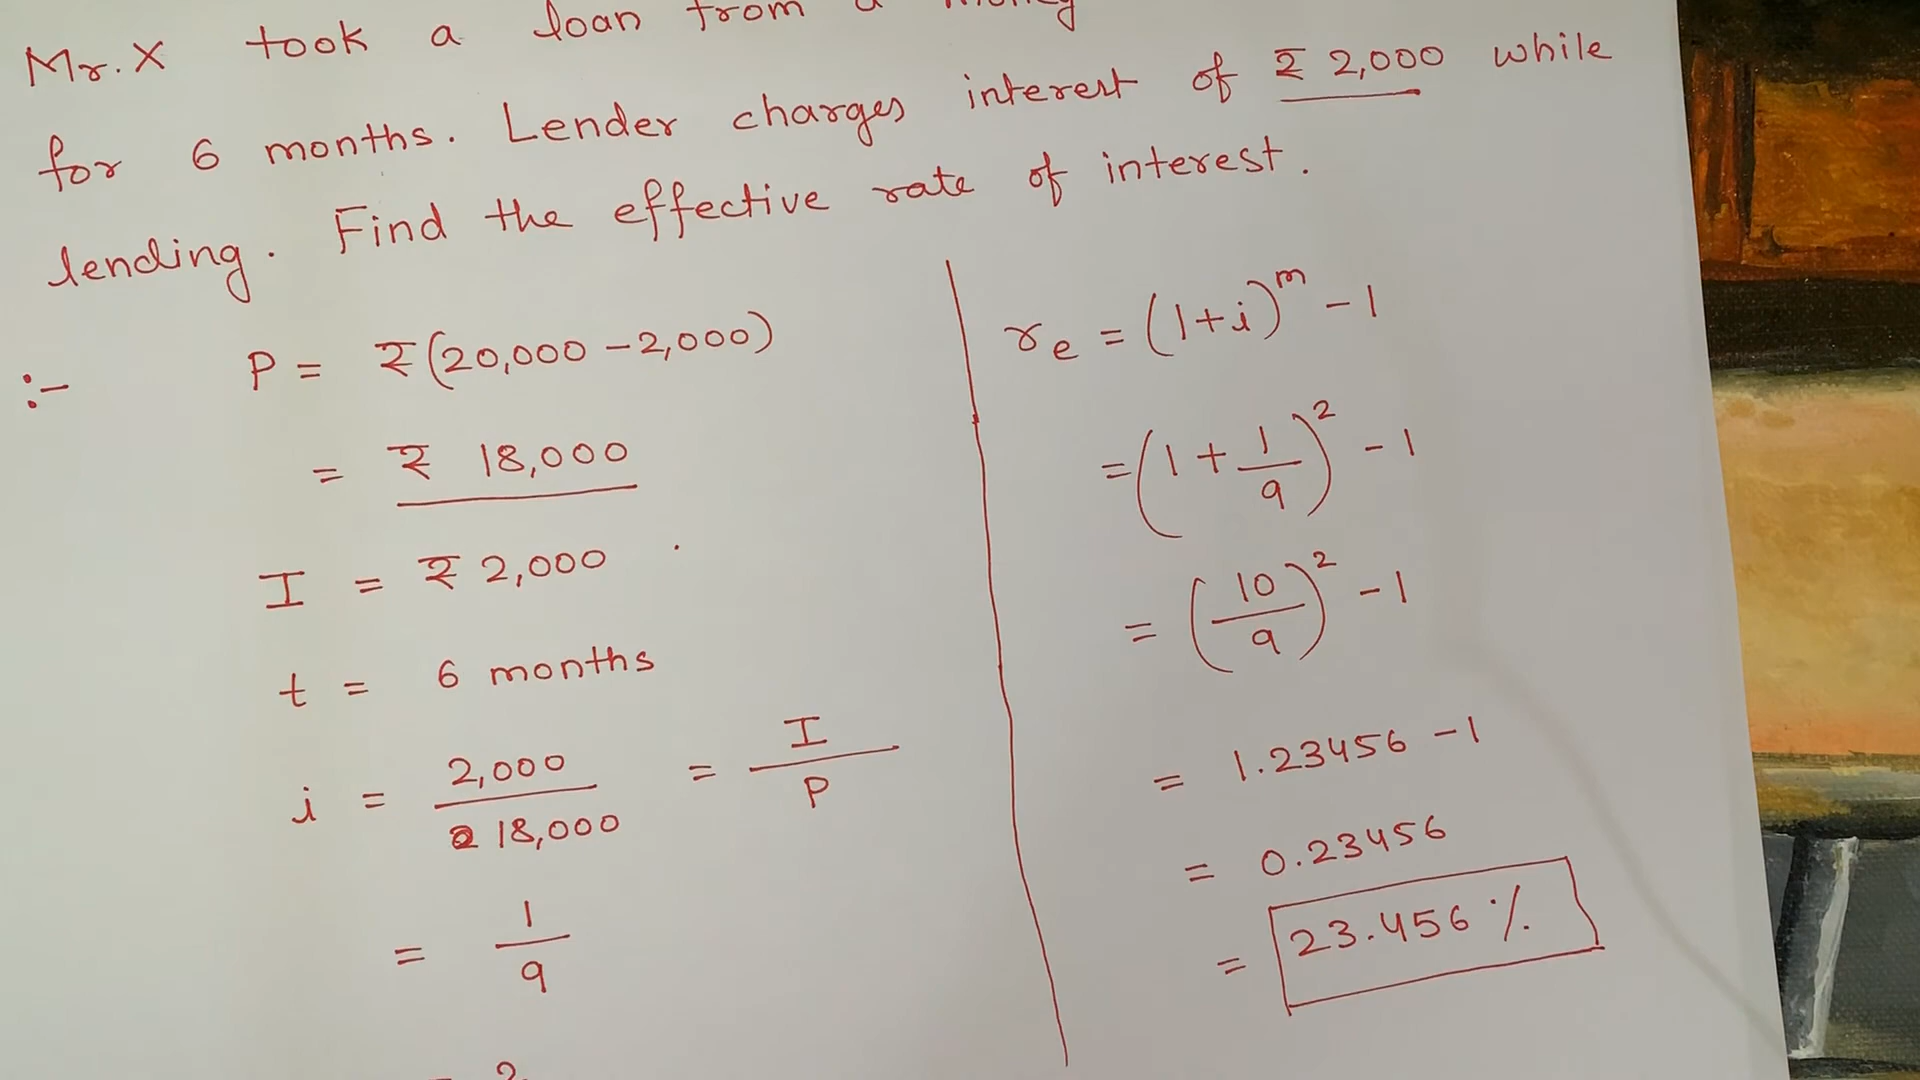 Mr. X took a loan from a money
for 6 months. Lender charges interest of ₹ 2,000 while
lending. Find the effective rate of interest.
:-
P = ₹ (20,000 - 2,000)
= ₹ 18,000
I = ₹ 2,000
t = 6 months
i = 2,000 / 18,000 = I / P
= 1/9
2
r_e = (1+i)^m - 1
= (1 + 1/9)^2 - 1
= (10/9)^2 - 1
= 1.23456 - 1
= 0.23456
= 23.456 %